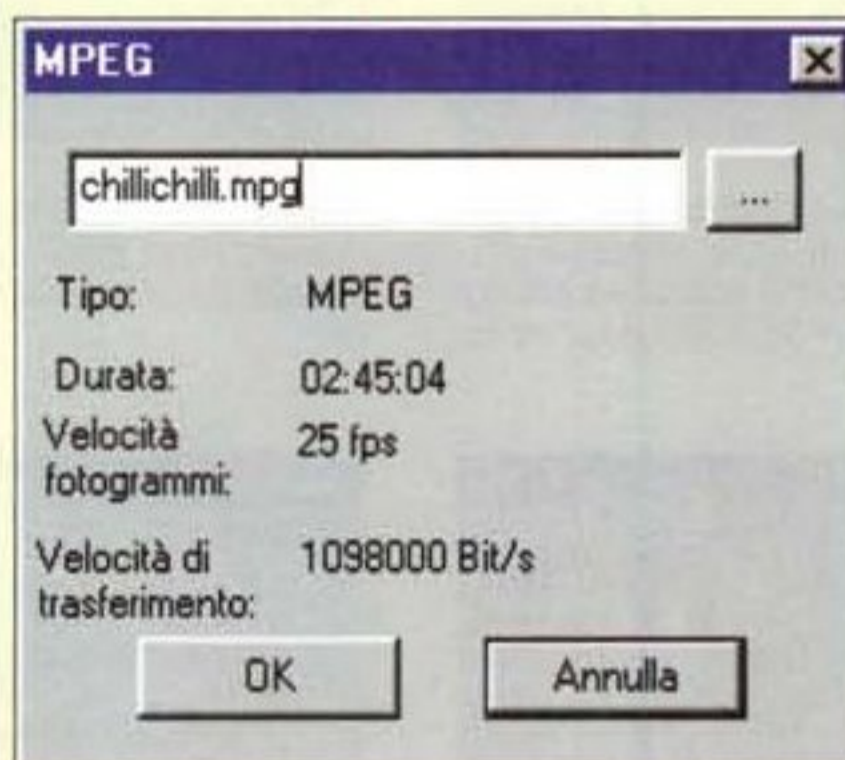 MPEG
chillichilli.mpg
...
Tipo: MPEG
Durata: 02:45:04
Velocità fotogrammi: 25 fps
Velocità di trasferimento: 1098000 Bit/s
OK Annulla